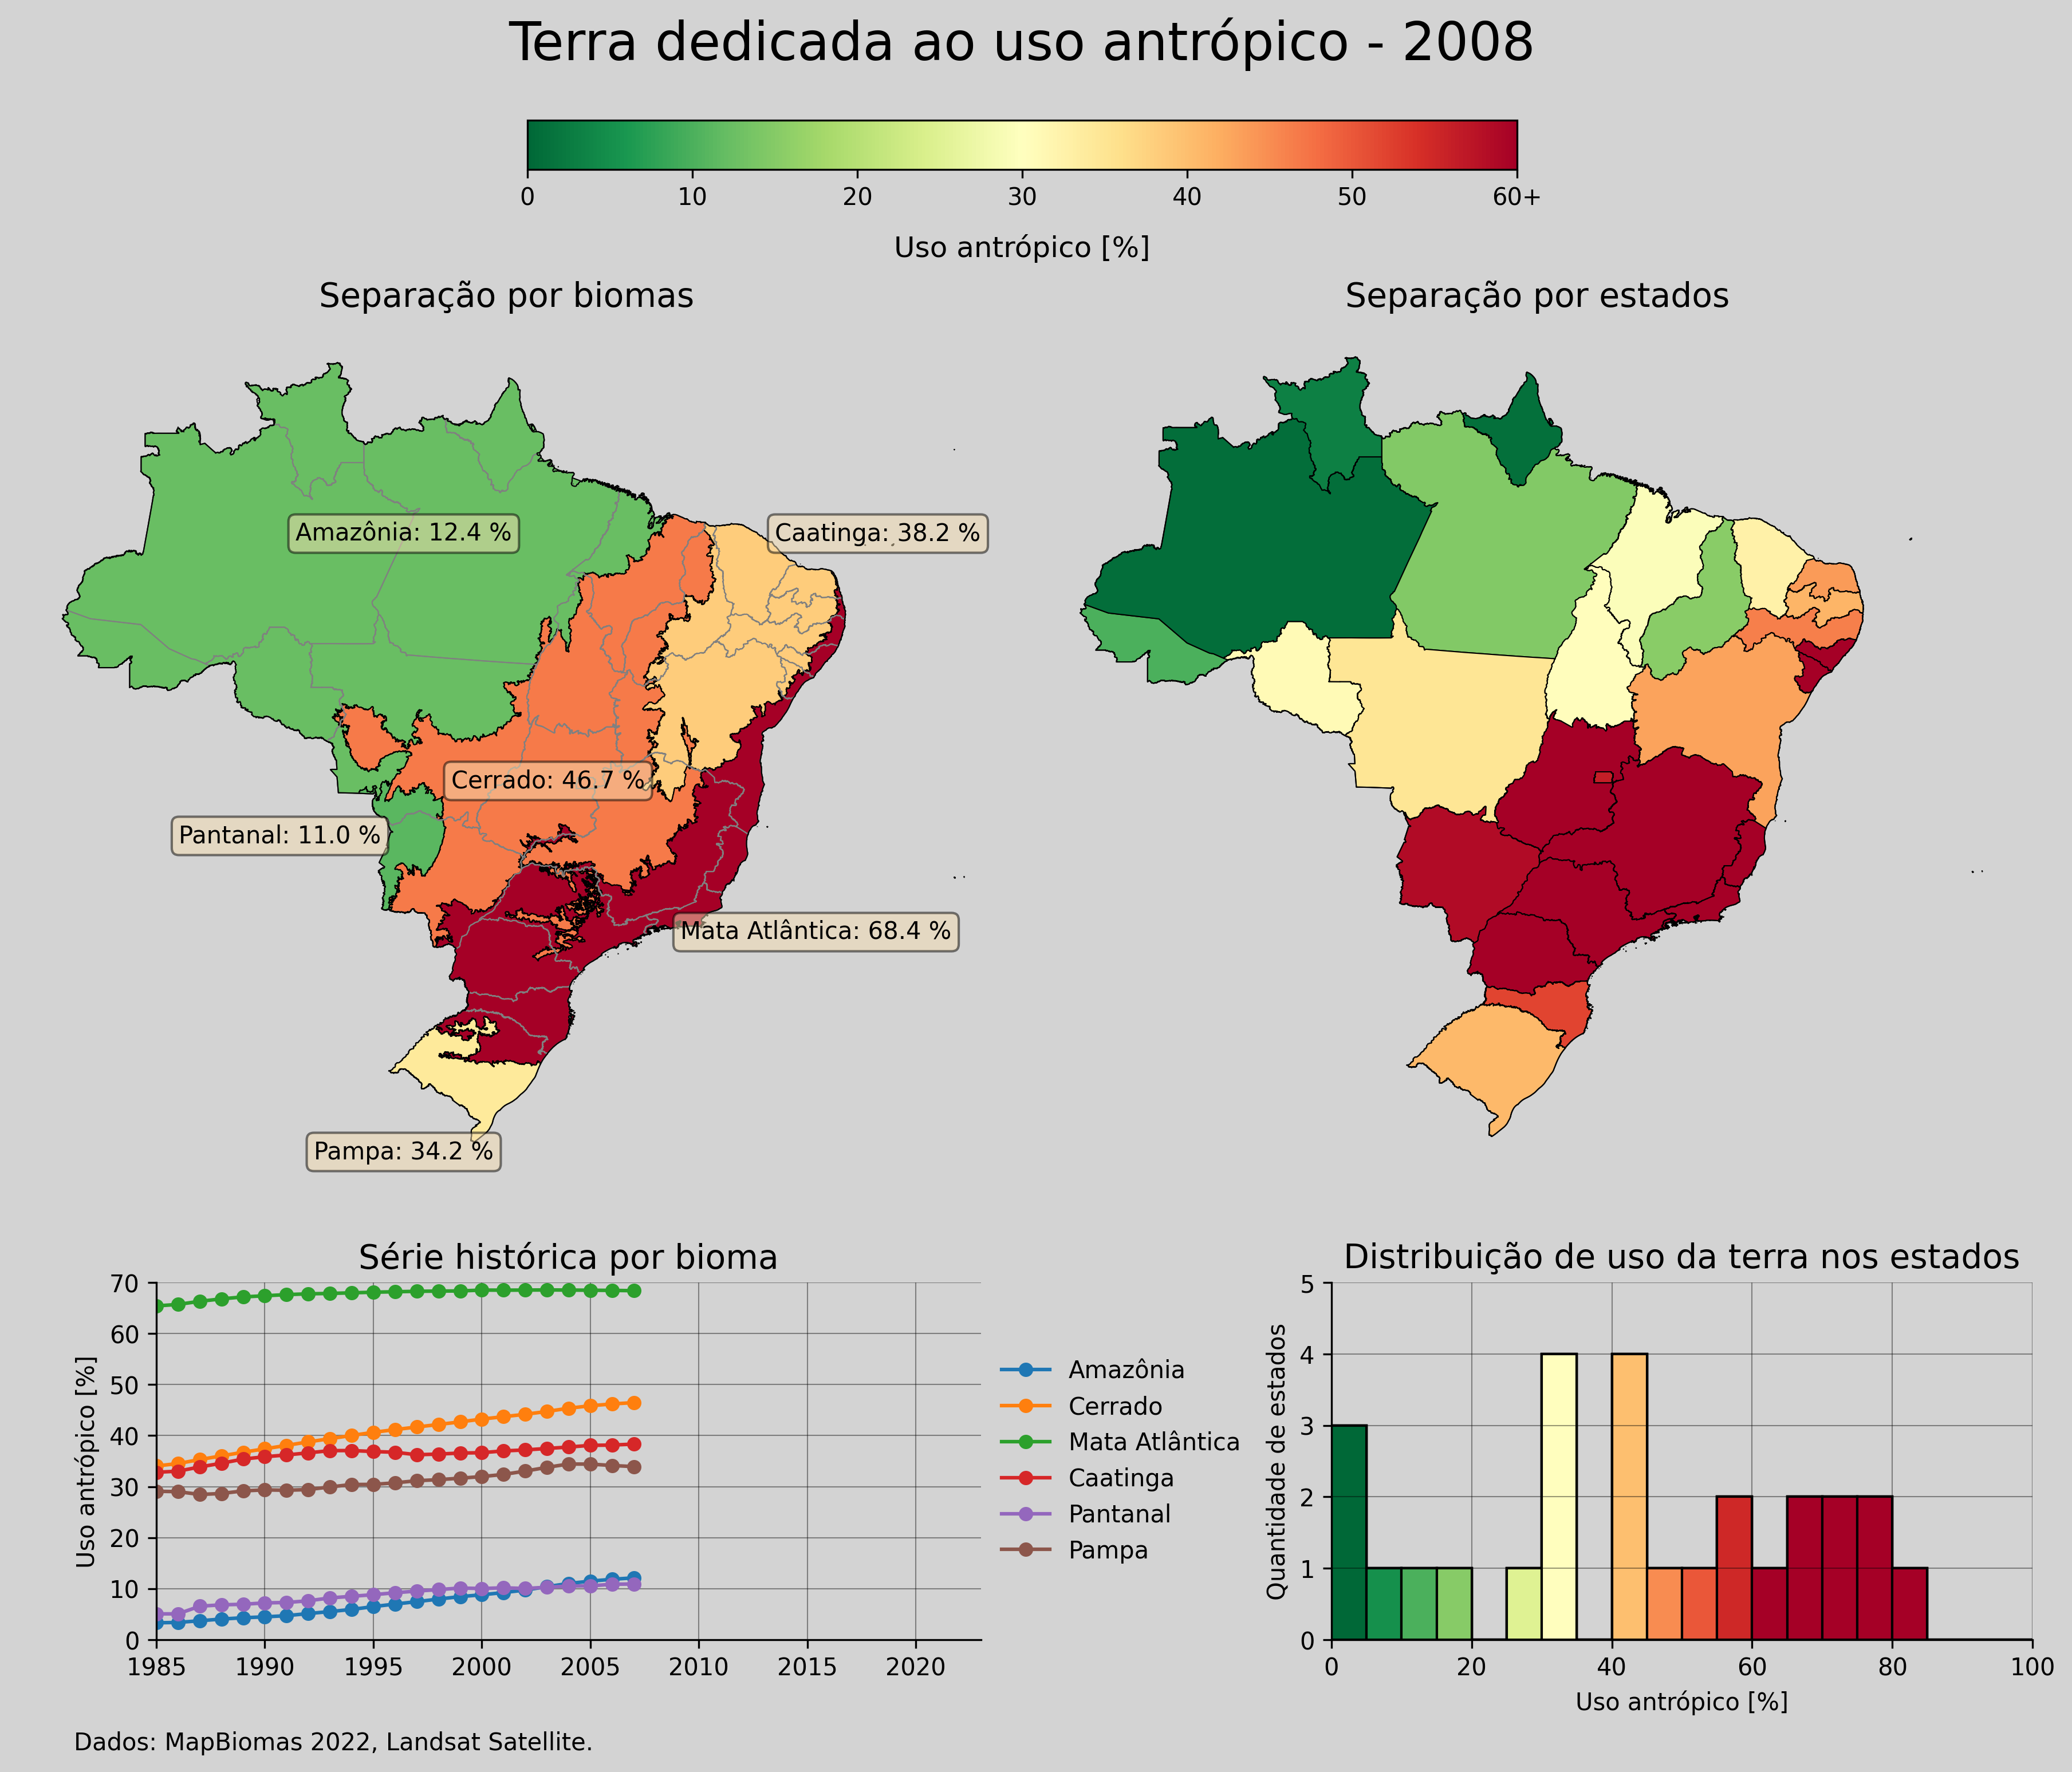 Terra dedicada ao uso antrópico - 2008
0 10 20 30 40 50 60+
Uso antrópico [%]
Separação por biomas
Separação por estados
Amazônia: 12.4 %
Caatinga: 38.2 %
Cerrado: 46.7 %
Pantanal: 11.0 %
Mata Atlântica: 68.4 %
Pampa: 34.2 %
Série histórica por bioma
Uso antrópico [%]
70
60
50
40
30
20
10
0
1985 1990 1995 2000 2005 2010 2015 2020
Amazônia
Cerrado
Mata Atlântica
Caatinga
Pantanal
Pampa
Distribuição de uso da terra nos estados
Quantidade de estados
5
4
3
2
1
0
0 20 40 60 80 100
Uso antrópico [%]
Dados: MapBiomas 2022, Landsat Satellite.